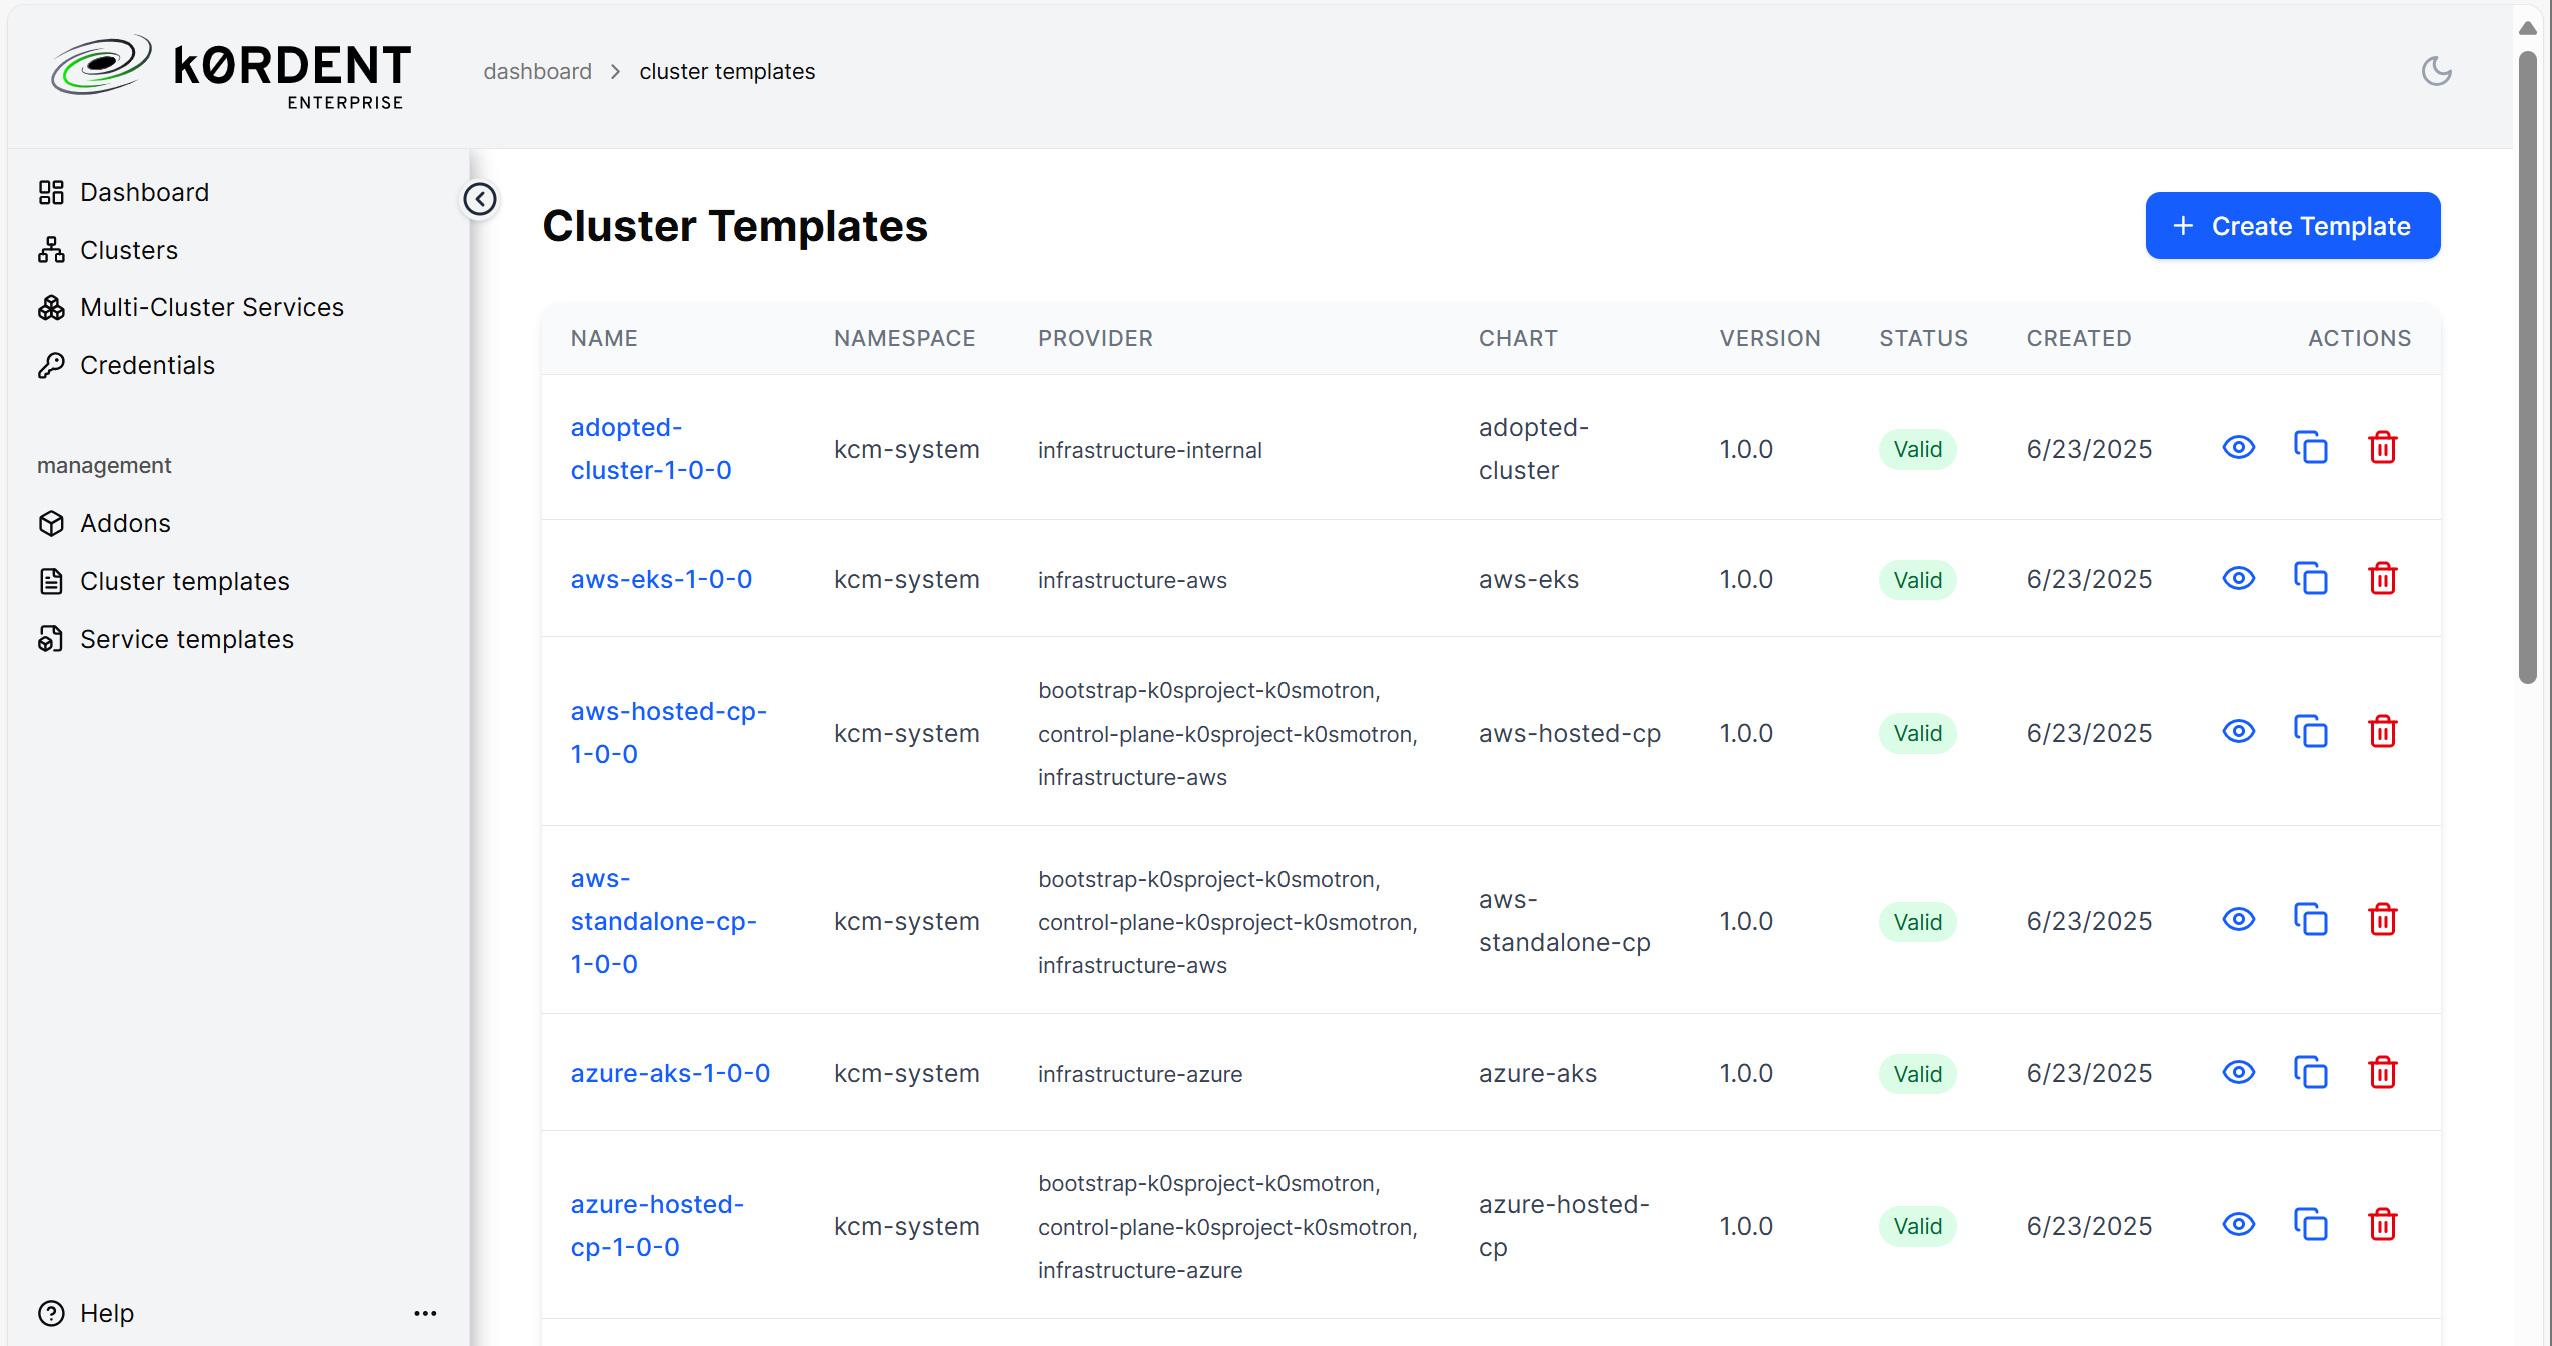 k0RDENT
ENTERPRISE
dashboard > cluster templates
Dashboard
Clusters
Multi-Cluster Services
Credentials
management
Addons
Cluster templates
Service templates
Help
Cluster Templates
+ Create Template
NAME NAMESPACE PROVIDER CHART VERSION STATUS CREATED ACTIONS
adopted-
cluster-1-0-0
kcm-system
infrastructure-internal
adopted-
cluster
1.0.0
Valid
6/23/2025
aws-eks-1-0-0
kcm-system
infrastructure-aws
aws-eks
1.0.0
Valid
6/23/2025
aws-hosted-cp-
1-0-0
kcm-system
bootstrap-k0sproject-k0smotron,
control-plane-k0sproject-k0smotron,
infrastructure-aws
aws-hosted-cp
1.0.0
Valid
6/23/2025
aws-
standalone-cp-
1-0-0
kcm-system
bootstrap-k0sproject-k0smotron,
control-plane-k0sproject-k0smotron,
infrastructure-aws
aws-
standalone-cp
1.0.0
Valid
6/23/2025
azure-aks-1-0-0
kcm-system
infrastructure-azure
azure-aks
1.0.0
Valid
6/23/2025
azure-hosted-
cp-1-0-0
kcm-system
bootstrap-k0sproject-k0smotron,
control-plane-k0sproject-k0smotron,
infrastructure-azure
azure-hosted-
cp
1.0.0
Valid
6/23/2025